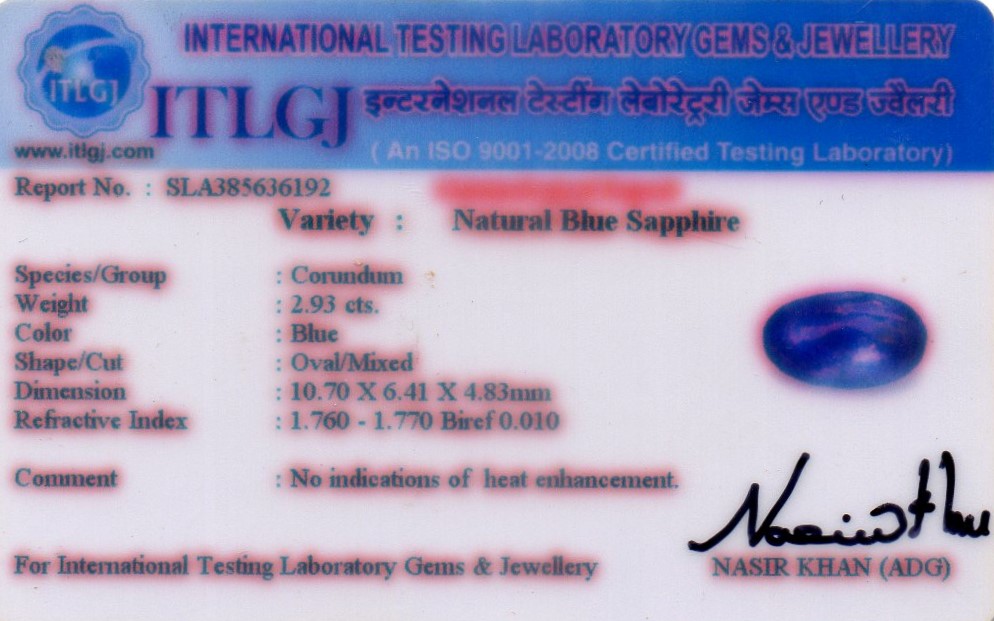 INTERNATIONAL TESTING LABORATORY GEMS & JEWELLERY
ITLGJ
ITLGJ इन्टरनेशनल टेस्टींग लेबोरेट्ररी जेम्स एण्ड ज्वैलरी
www.itlgj.com
( An ISO 9001-2008 Certified Testing Laboratory)
Report No. : SLA385636192
Variety : Natural Blue Sapphire
Species/Group : Corundum
Weight : 2.93 cts.
Color : Blue
Shape/Cut : Oval/Mixed
Dimension : 10.70 X 6.41 X 4.83mm
Refractive Index : 1.760 - 1.770 Biref 0.010
Comment : No indications of heat enhancement.
For International Testing Laboratory Gems & Jewellery
NASIR KHAN (ADG)